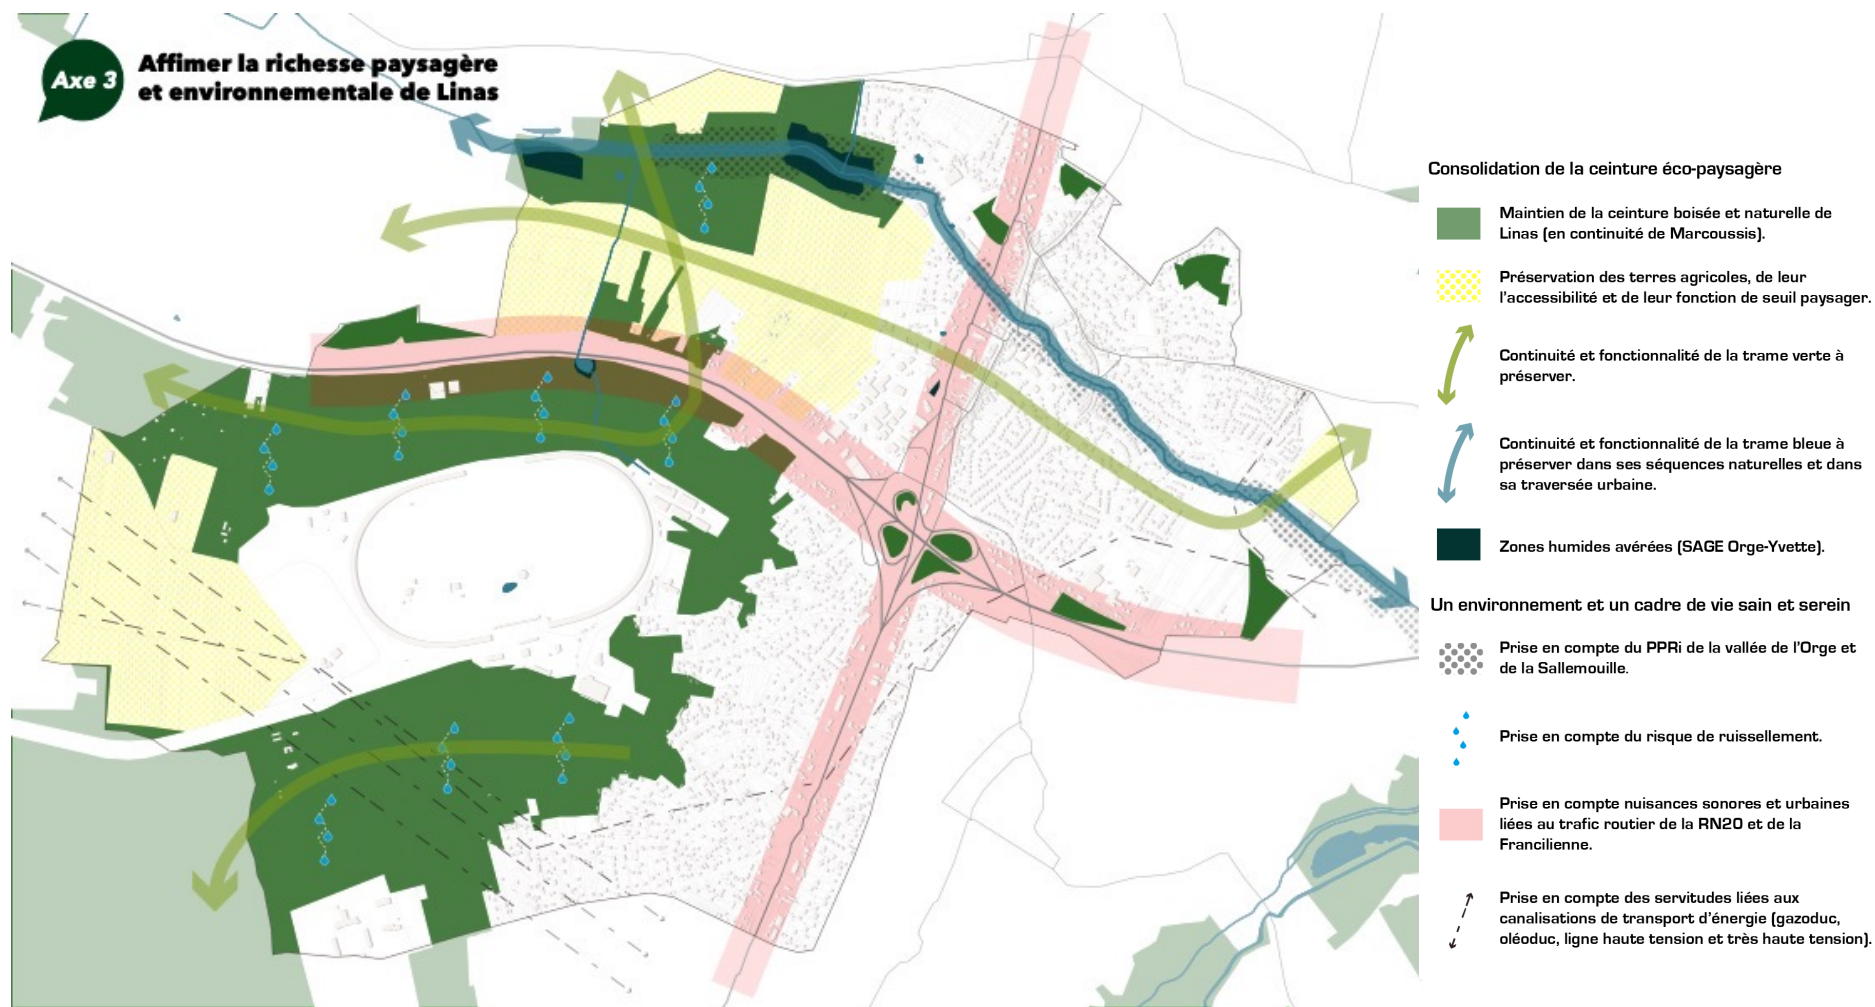 Axe 3
Affimer la richesse paysagère
et environnementale de Linas
Consolidation de la ceinture éco-paysagère
Maintien de la ceinture boisée et naturelle de
Linas (en continuité de Marcoussis).
Préservation des terres agricoles, de leur
l'accessibilité et de leur fonction de seuil paysager.
Continuité et fonctionnalité de la trame verte à
préserver.
Continuité et fonctionnalité de la trame bleue à
préserver dans ses séquences naturelles et dans
sa traversée urbaine.
Zones humides avérées (SAGE Orge-Yvette).
Un environnement et un cadre de vie sain et serein
Prise en compte du PPRi de la vallée de l'Orge et
de la Sallemouille.
Prise en compte du risque de ruissellement.
Prise en compte nuisances sonores et urbaines
liées au trafic routier de la RN20 et de la
Francilienne.
Prise en compte des servitudes liées aux
canalisations de transport d'énergie (gazoduc,
oléoduc, ligne haute tension et très haute tension).